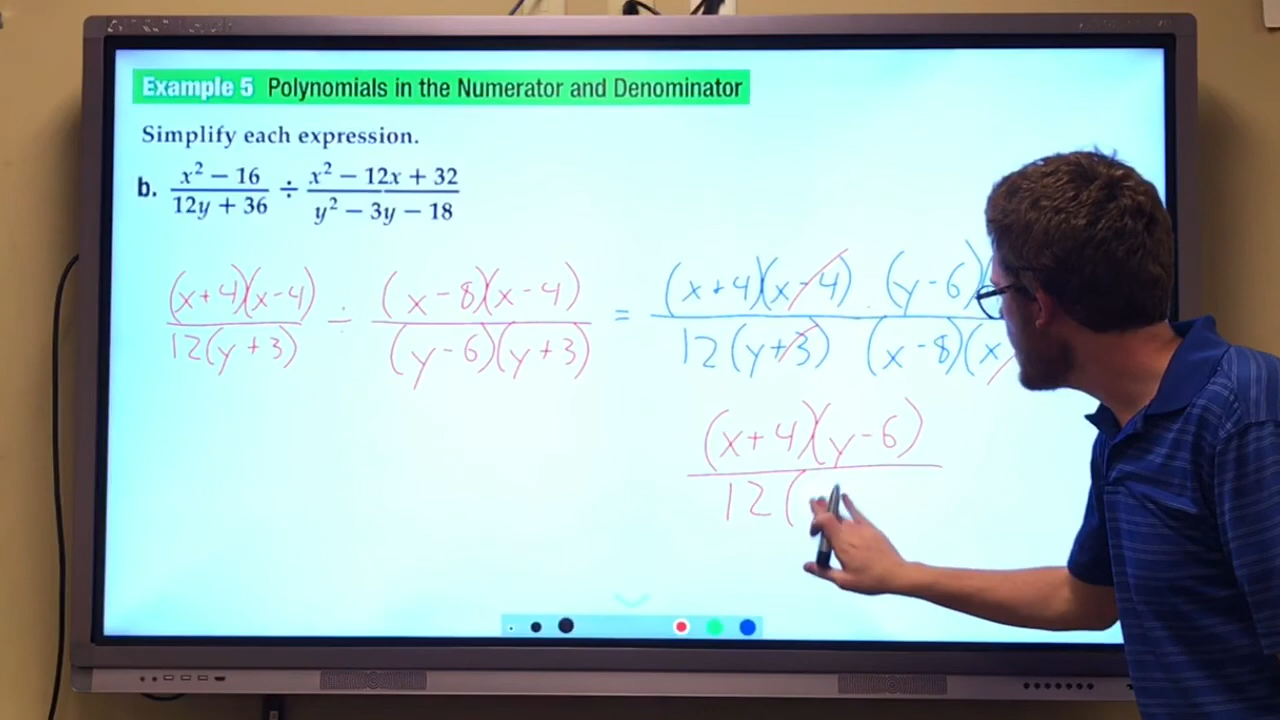 Example 5 Polynomials in the Numerator and Denominator
Simplify each expression.
b. x² − 16 / 12y + 36 ÷ x² − 12x + 32 / y² − 3y − 18
(x+4)(x-4) / 12(y+3) ÷ (x-8)(x-4) / (y-6)(y+3) = (x+4)(x-4) / 12(y+3) · (y-6)( / (x-8)(x
(x+4)(y-6) / 12(